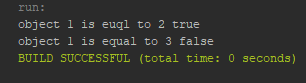 run:
object 1 is euql to 2 true
object 1 is equal to 3 false
BUILD SUCCESSFUL (total time: 0 seconds)